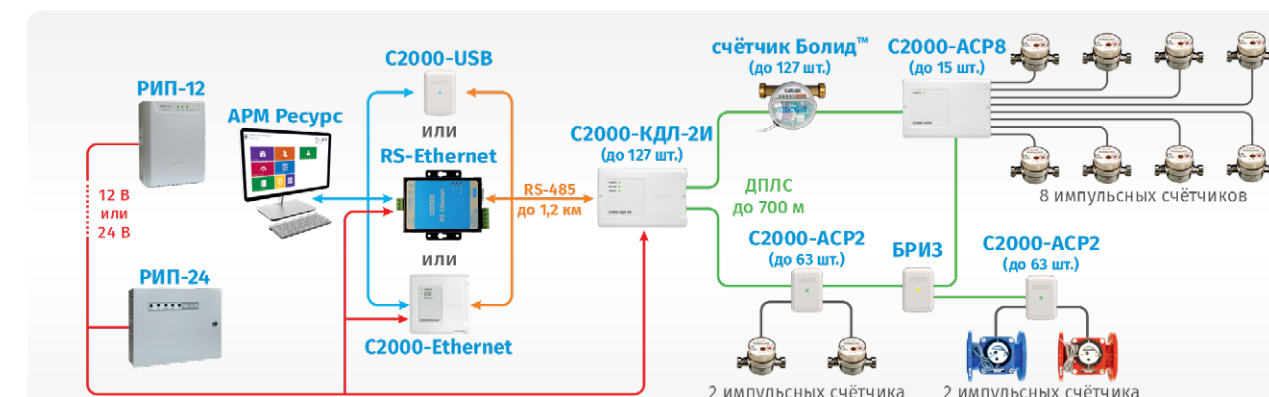 С2000-USB
счётчик Болид™
(до 127 шт.)
С2000-АСР8
(до 15 шт.)
РИП-12
АРМ Ресурс
или
RS-Ethernet
С2000-КДЛ-2И
(до 127 шт.)
12 В
или
24 В
RS-485
до 1,2 км
ДПЛС
до 700 м
8 импульсных счётчиков
или
С2000-АСР2
(до 63 шт.)
БРИЗ
С2000-АСР2
(до 63 шт.)
РИП-24
С2000-Ethernet
2 импульсных счётчика
2 импульсных счётчика